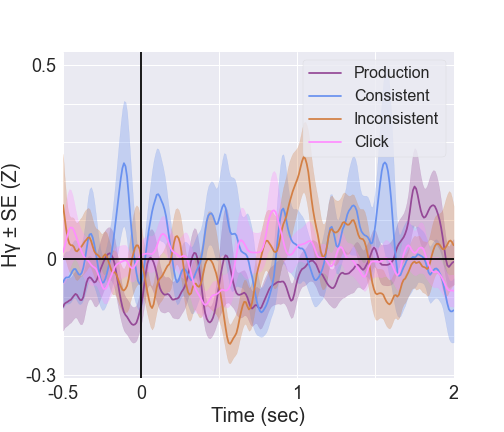 Hγ ± SE (Z)
0.5
0
-0.3
Production
Consistent
Inconsistent
Click
-0.5
0
1
2
Time (sec)